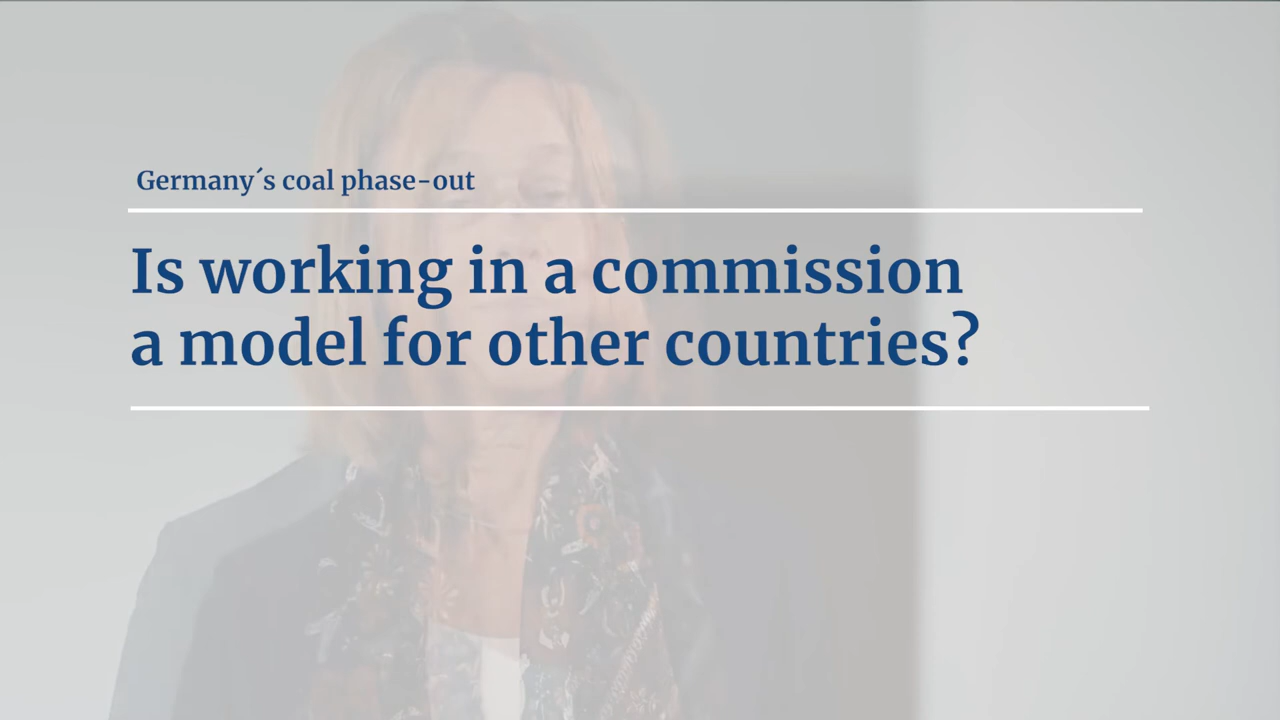 Germany´s coal phase-out
Is working in a commission
a model for other countries?